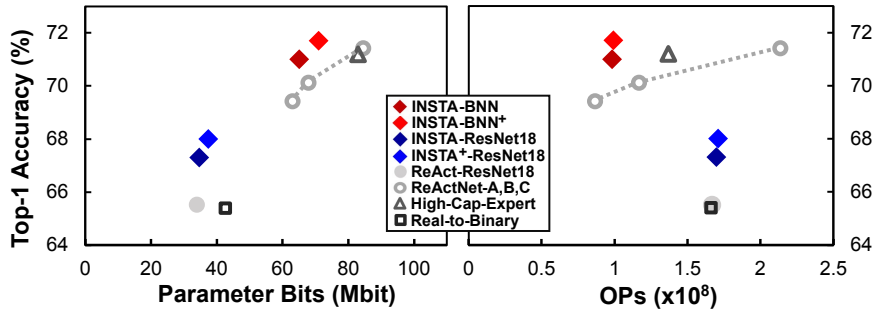 Top-1 Accuracy (%)
72
70
68
66
64
0
20
40
60
80
100
Parameter Bits (Mbit)
INSTA-BNN
INSTA-BNN⁺
INSTA-ResNet18
INSTA⁺-ResNet18
ReAct-ResNet18
ReActNet-A,B,C
High-Cap-Expert
Real-to-Binary
72
70
68
66
64
0
0.5
1
1.5
2
2.5
OPs (x10⁸)